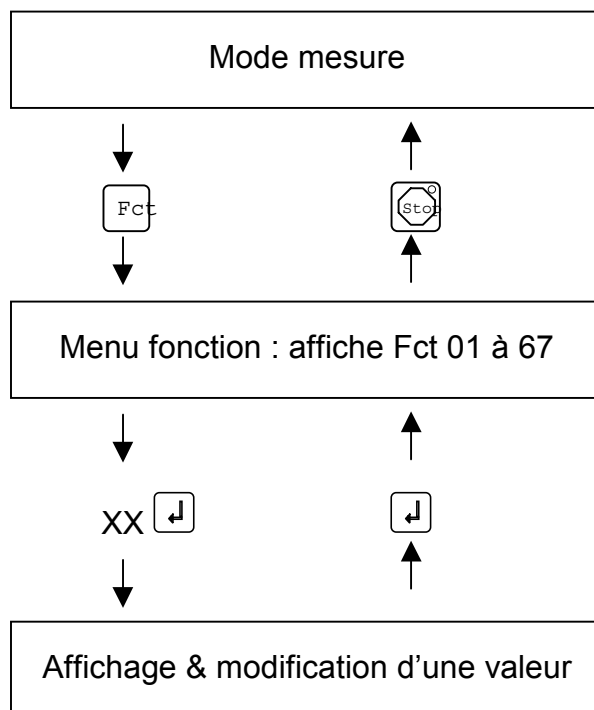 Mode mesure
Fct
Stop
Menu fonction : affiche Fct 01 à 67
XX
Affichage & modification d’une valeur